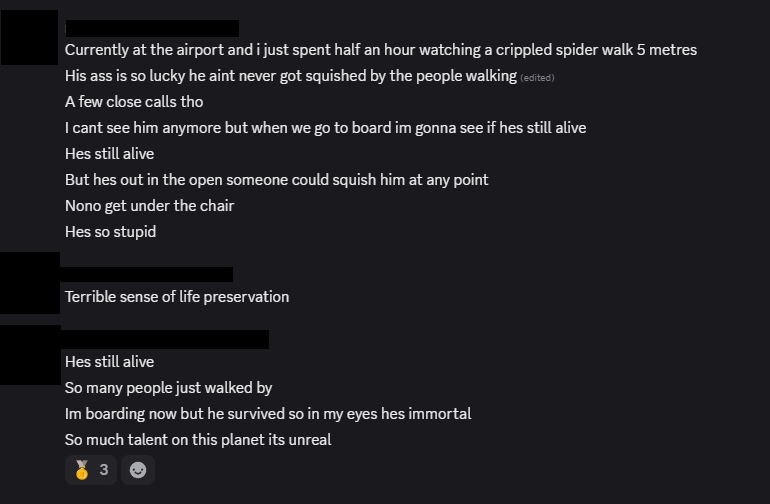 Currently at the airport and i just spent half an hour watching a crippled spider walk 5 metres
His ass is so lucky he aint never got squished by the people walking (edited)
A few close calls tho
I cant see him anymore but when we go to board im gonna see if hes still alive
Hes still alive
But hes out in the open someone could squish him at any point
Nono get under the chair
Hes so stupid
Terrible sense of life preservation
Hes still alive
So many people just walked by
Im boarding now but he survived so in my eyes hes immortal
So much talent on this planet its unreal
3